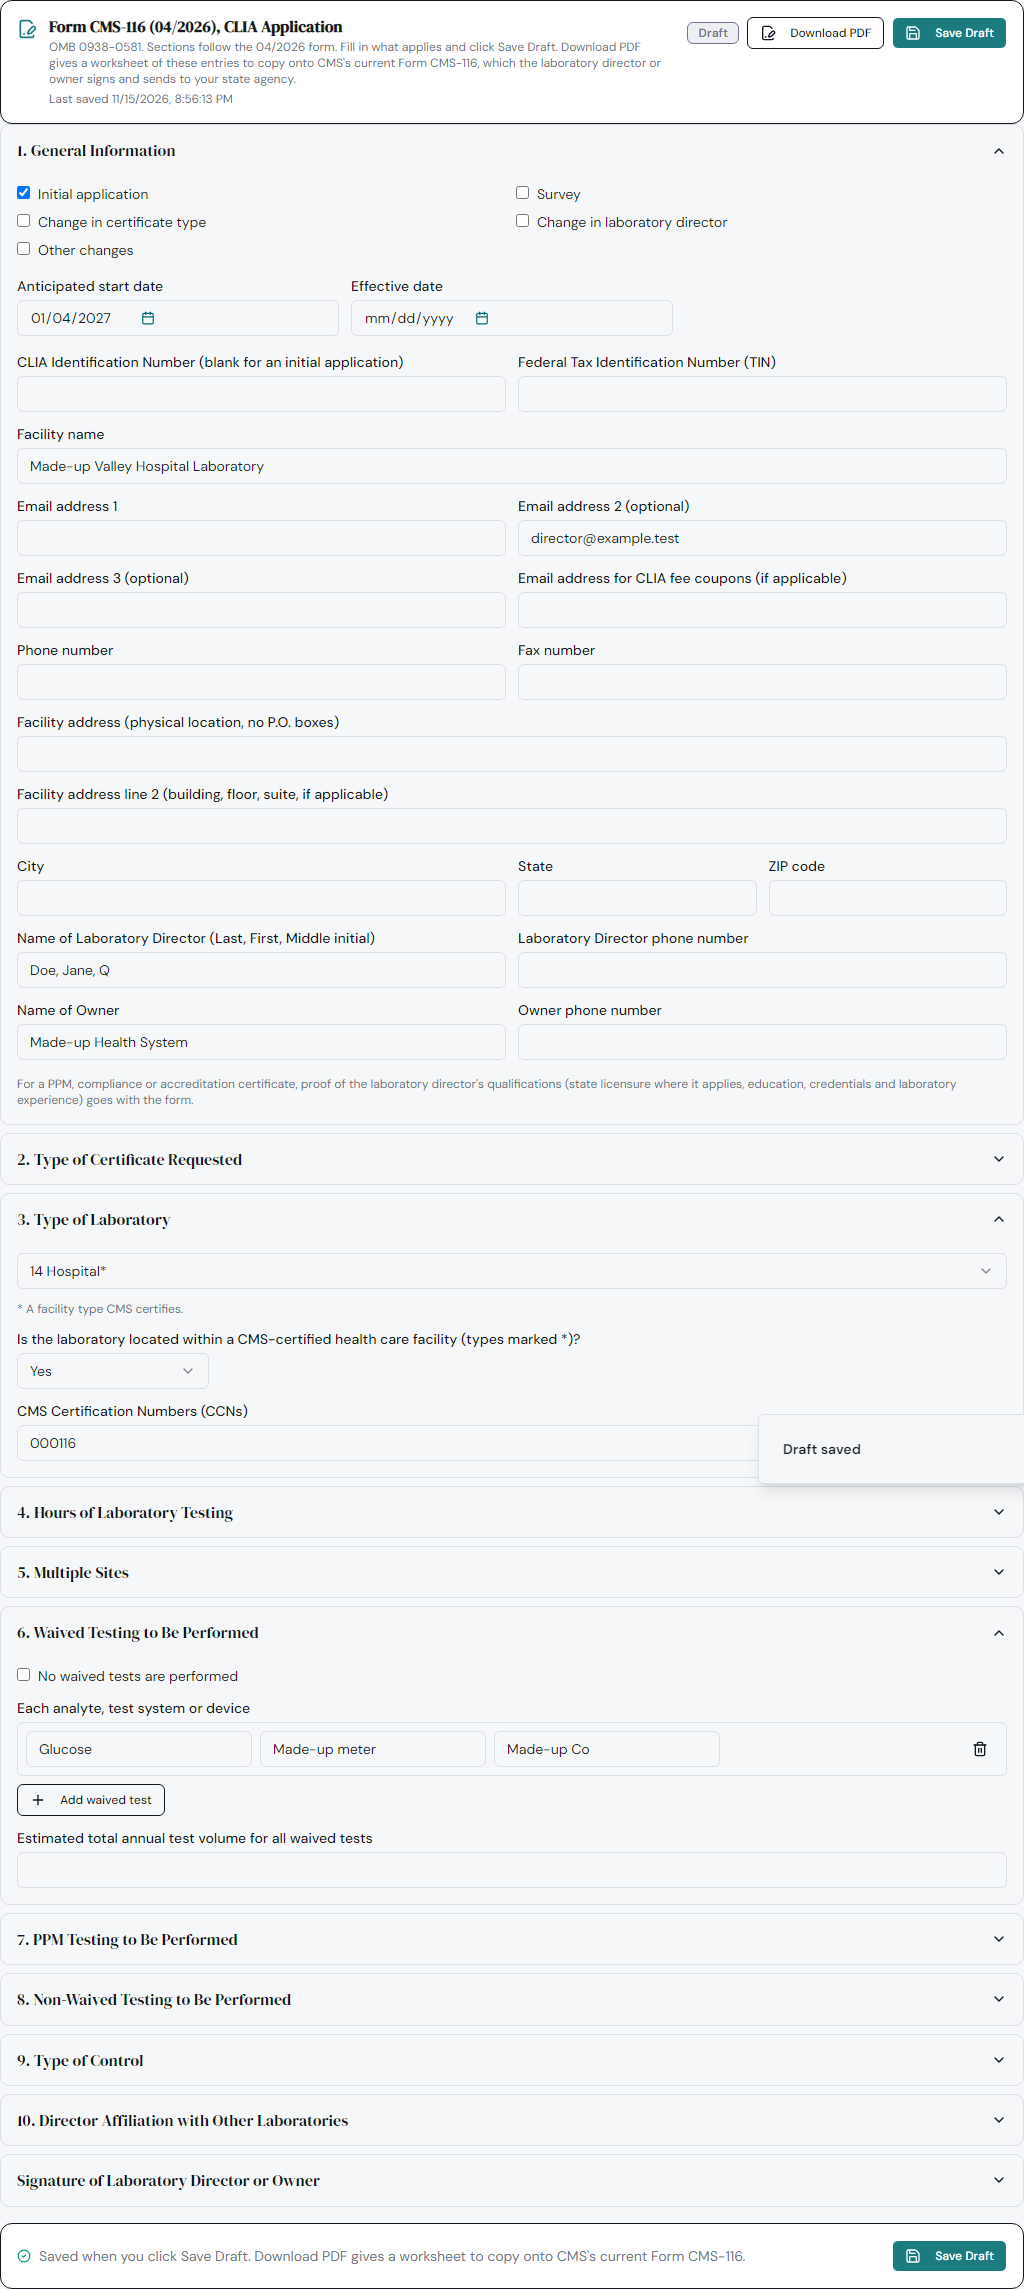 Form CMS-116 (04/2026), CLIA Application
OMB 0938-0581. Sections follow the 04/2026 form. Fill in what applies and click Save Draft. Download PDF
gives a worksheet of these entries to copy onto CMS's current Form CMS-116, which the laboratory director or
owner signs and sends to your state agency.
Last saved 11/15/2026, 8:56:13 PM
Draft
Download PDF
Save Draft
1. General Information
Initial application
Survey
Change in certificate type
Change in laboratory director
Other changes
Anticipated start date
Effective date
01/04/2027
mm/dd/yyyy
CLIA Identification Number (blank for an initial application)
Federal Tax Identification Number (TIN)
Facility name
Made-up Valley Hospital Laboratory
Email address 1
Email address 2 (optional)
director@example.test
Email address 3 (optional)
Email address for CLIA fee coupons (if applicable)
Phone number
Fax number
Facility address (physical location, no P.O. boxes)
Facility address line 2 (building, floor, suite, if applicable)
City
State
ZIP code
Name of Laboratory Director (Last, First, Middle initial)
Laboratory Director phone number
Doe, Jane, Q
Name of Owner
Owner phone number
Made-up Health System
For a PPM, compliance or accreditation certificate, proof of the laboratory director's qualifications (state licensure where it applies, education, credentials and laboratory
experience) goes with the form.
2. Type of Certificate Requested
3. Type of Laboratory
14 Hospital*
* A facility type CMS certifies.
Is the laboratory located within a CMS-certified health care facility (types marked *)?
Yes
CMS Certification Numbers (CCNs)
000116
Draft saved
4. Hours of Laboratory Testing
5. Multiple Sites
6. Waived Testing to Be Performed
No waived tests are performed
Each analyte, test system or device
Glucose
Made-up meter
Made-up Co
Add waived test
Estimated total annual test volume for all waived tests
7. PPM Testing to Be Performed
8. Non-Waived Testing to Be Performed
9. Type of Control
10. Director Affiliation with Other Laboratories
Signature of Laboratory Director or Owner
Saved when you click Save Draft. Download PDF gives a worksheet to copy onto CMS's current Form CMS-116.
Save Draft